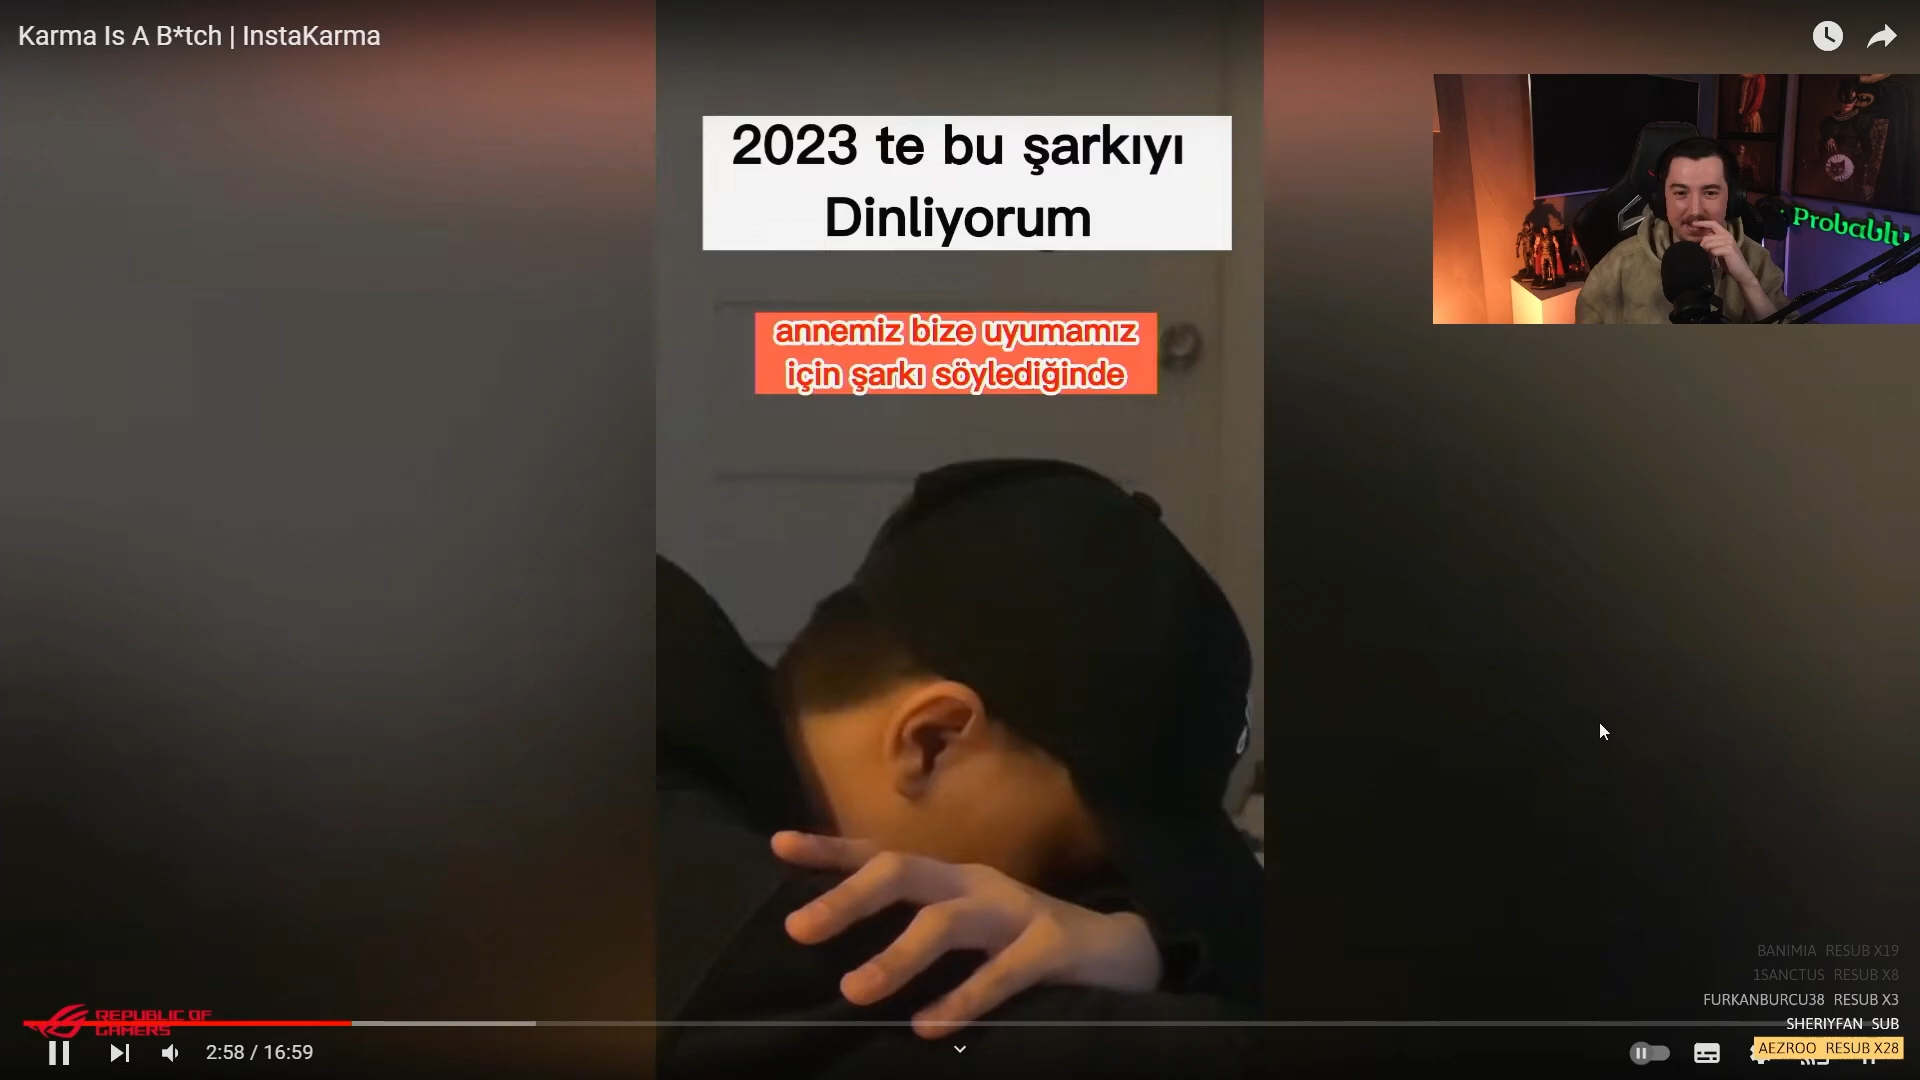 Karma Is A B*tch | InstaKarma
2023 te bu şarkıyı
Dinliyorum
annemiz bize uyumamız
için şarkı söylediğinde
Probably
BANIMIA RESUB X19
1SANCTUS RESUB X8
FURKANBURCU38 RESUB X3
SHERIYFAN SUB
AEZROO RESUB X28
REPUBLIC OF
GAMERS
2:58 / 16:59